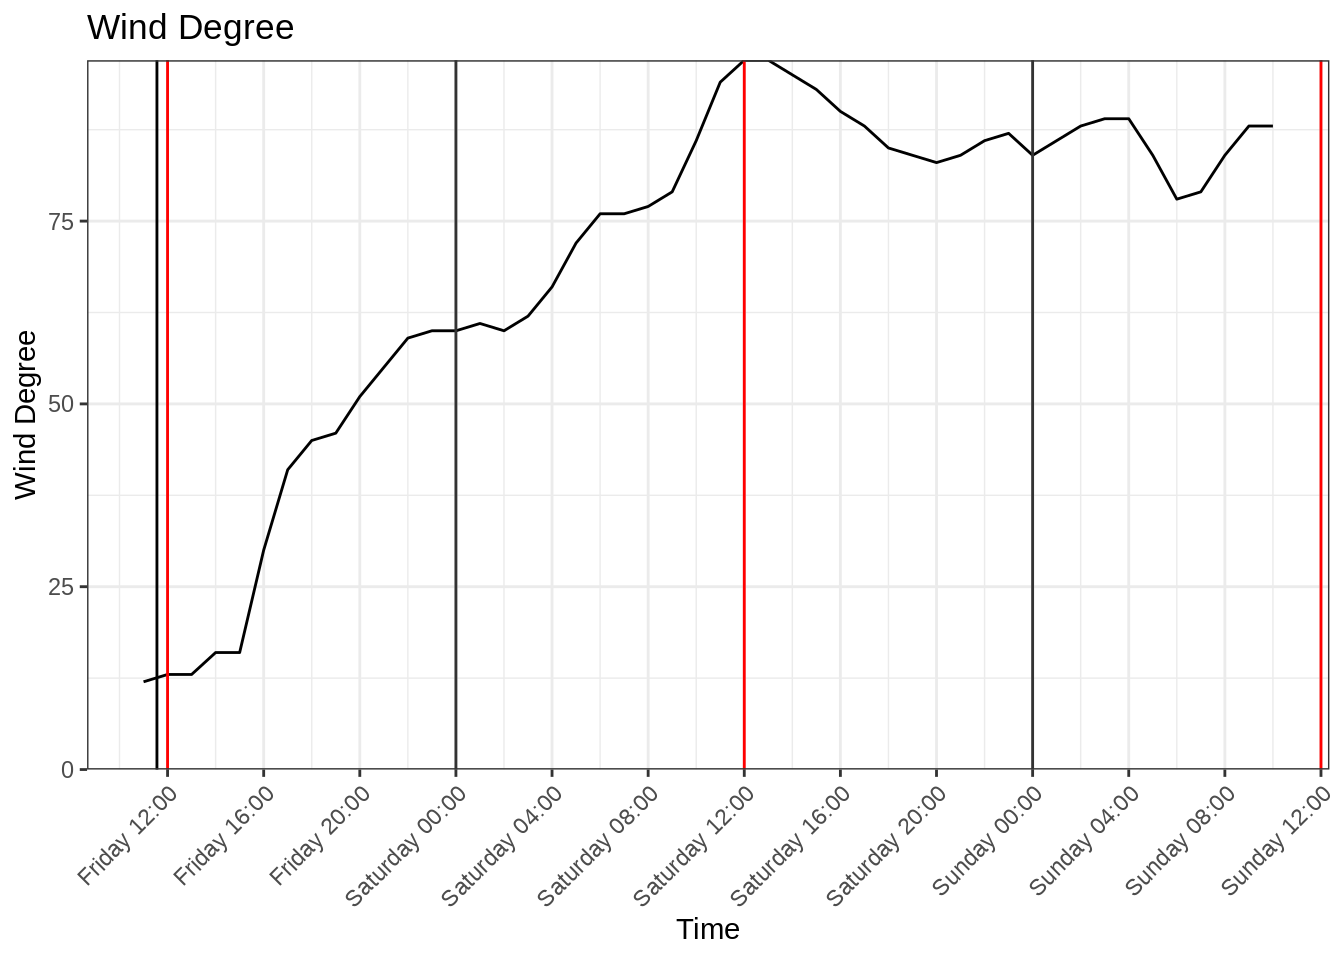 Wind Degree
Wind Degree
75
50
25
0
Friday 12:00
Friday 16:00
Friday 20:00
Saturday 00:00
Saturday 04:00
Saturday 08:00
Saturday 12:00
Saturday 16:00
Saturday 20:00
Sunday 00:00
Sunday 04:00
Sunday 08:00
Sunday 12:00
Time